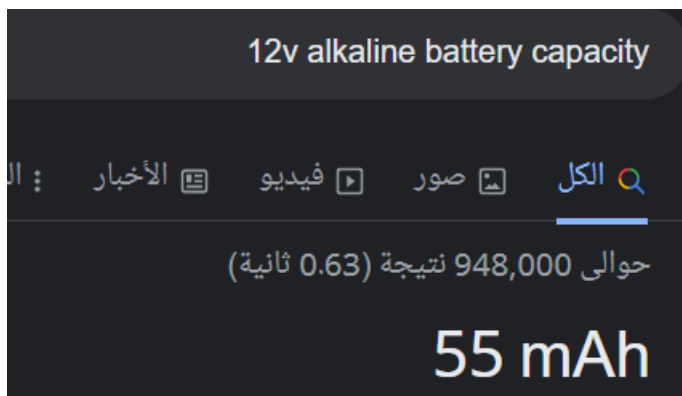 12v alkaline battery capacity
الكل صور فيديو الأخبار
حوالى 948,000 نتيجة (0.63 ثانية)
55 mAh